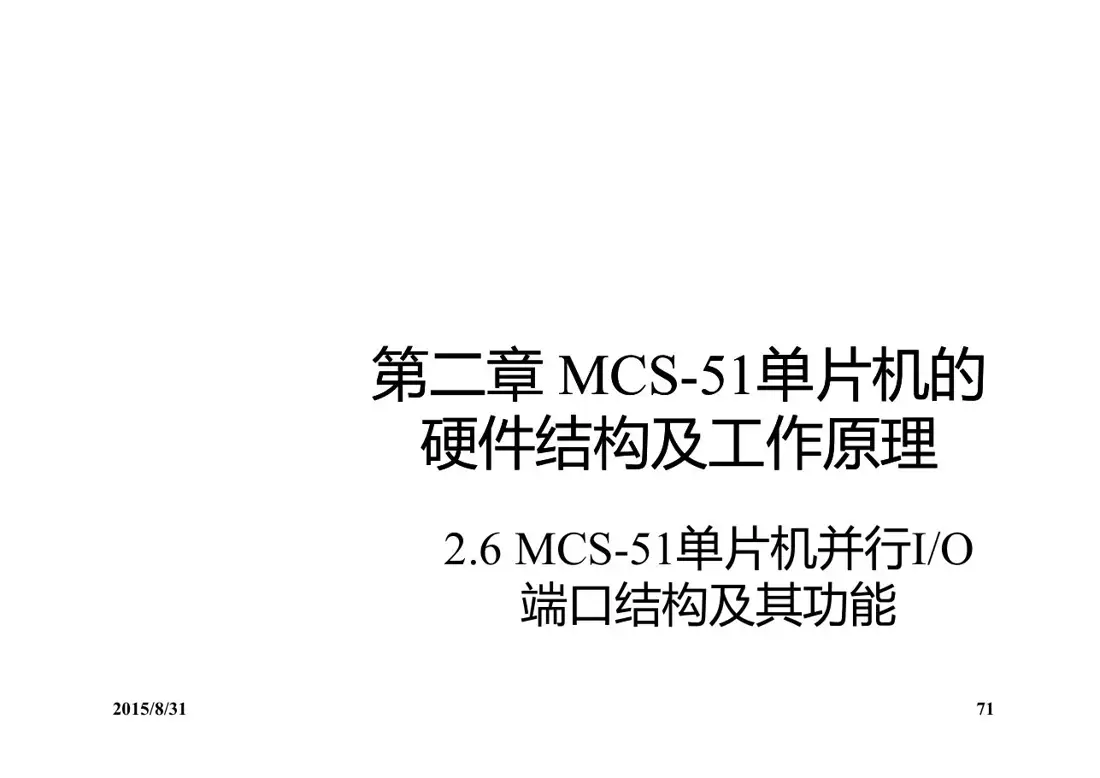 第二章 MCS-51单片机的
硬件结构及工作原理
2.6 MCS-51单片机并行I/O
端口结构及其功能
2015/8/31
71